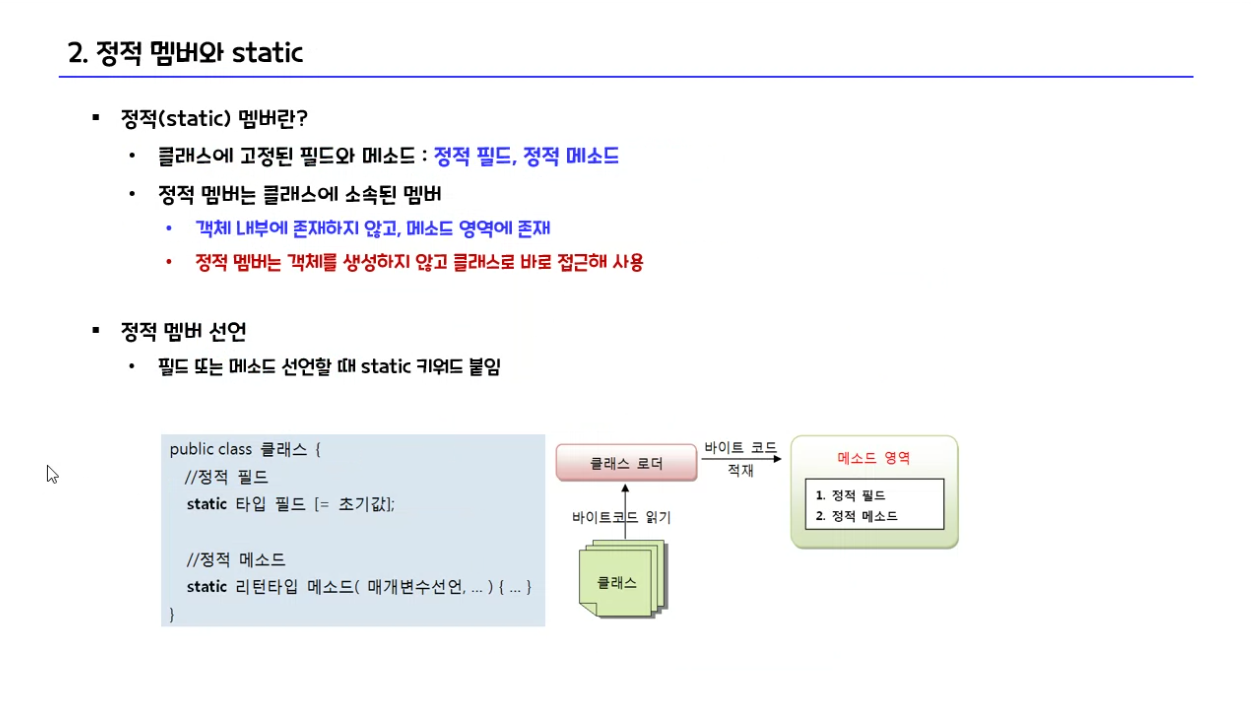 2. 정적 멤버와 static
▪ 정적(static) 멤버란?
• 클래스에 고정된 필드와 메소드 : 정적 필드, 정적 메소드
• 정적 멤버는 클래스에 소속된 멤버
• 객체 내부에 존재하지 않고, 메소드 영역에 존재
• 정적 멤버는 객체를 생성하지 않고 클래스로 바로 접근해 사용
▪ 정적 멤버 선언
• 필드 또는 메소드 선언할 때 static 키워드 붙임
public class 클래스 {
//정적 필드
static 타입 필드 [= 초기값];
//정적 메소드
static 리턴타입 메소드( 매개변수선언, ... ) { ... }
}
클래스 로더
바이트 코드
적재
바이트코드 읽기
클래스
메소드 영역
1. 정적 필드
2. 정적 메소드